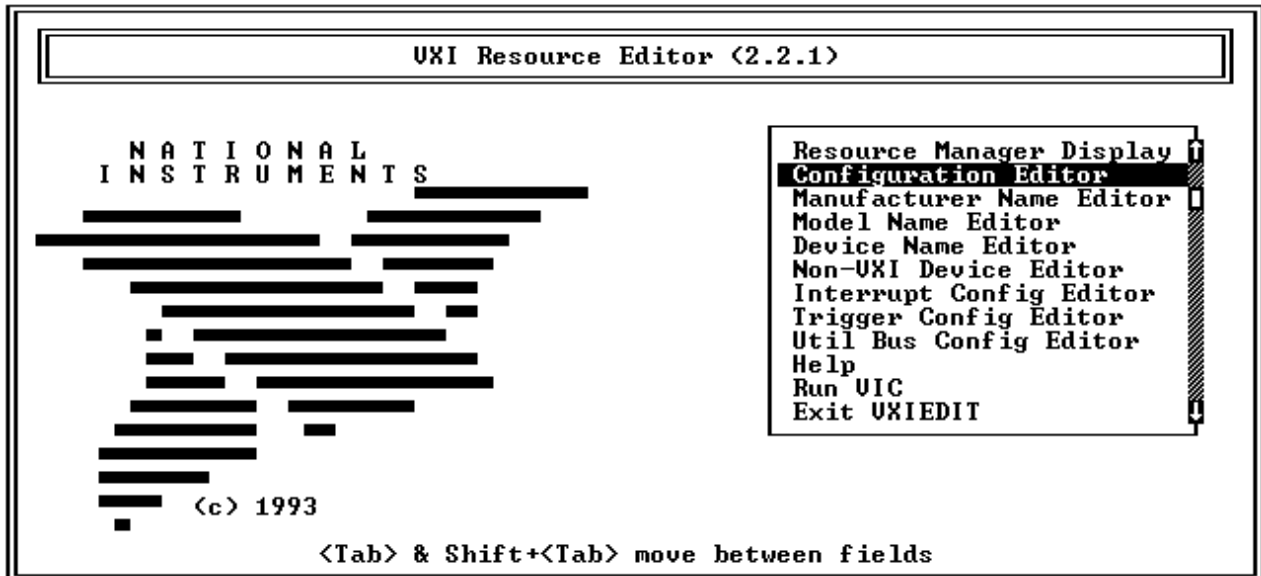 VXI Resource Editor (2.2.1)
N A T I O N A L
I N S T R U M E N T S
Resource Manager Display
Configuration Editor
Manufacturer Name Editor
Model Name Editor
Device Name Editor
Non-VXI Device Editor
Interrupt Config Editor
Trigger Config Editor
Util Bus Config Editor
Help
Run VIC
Exit VXIEDIT
(c) 1993
<Tab> & Shift+<Tab> move between fields